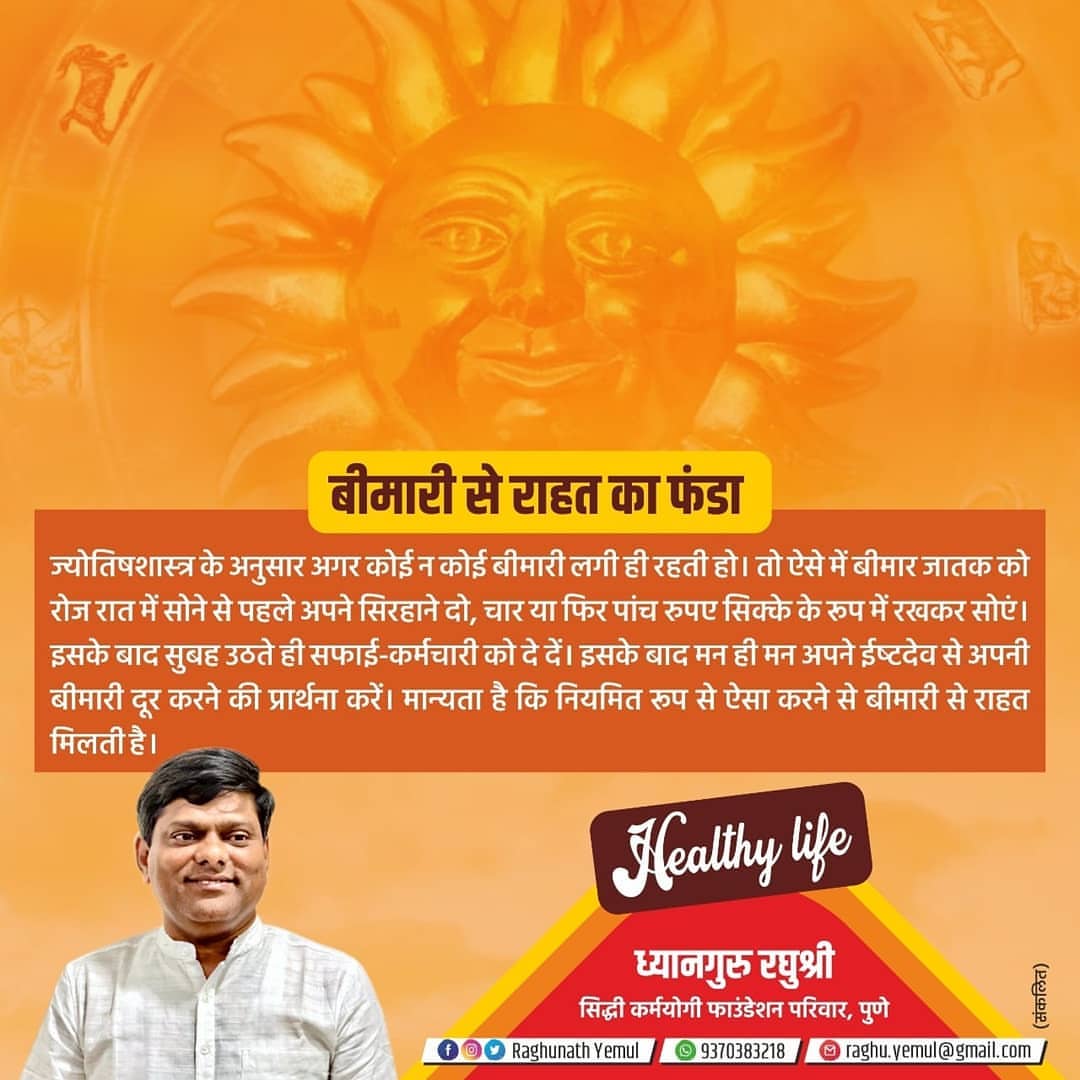 बीमारी से राहत का फंडा
ज्योतिषशास्त्र के अनुसार अगर कोई न कोई बीमारी लगी ही रहती हो। तो ऐसे में बीमार जातक को
रोज रात में सोने से पहले अपने सिरहाने दो, चार या फिर पांच रुपए सिक्के के रूप में रखकर सोएं।
इसके बाद सुबह उठते ही सफाई-कर्मचारी को दे दें। इसके बाद मन ही मन अपने ईष्टदेव से अपनी
बीमारी दूर करने की प्रार्थना करें। मान्यता है कि नियमित रूप से ऐसा करने से बीमारी से राहत
मिलती है।
Healthy life
ध्यानगुरु रघुश्री
सिद्धी कर्मयोगी फाउंडेशन परिवार, पुणे
(संकलित)
Raghunath Yemul 9370383218 raghu.yemul@gmail.com